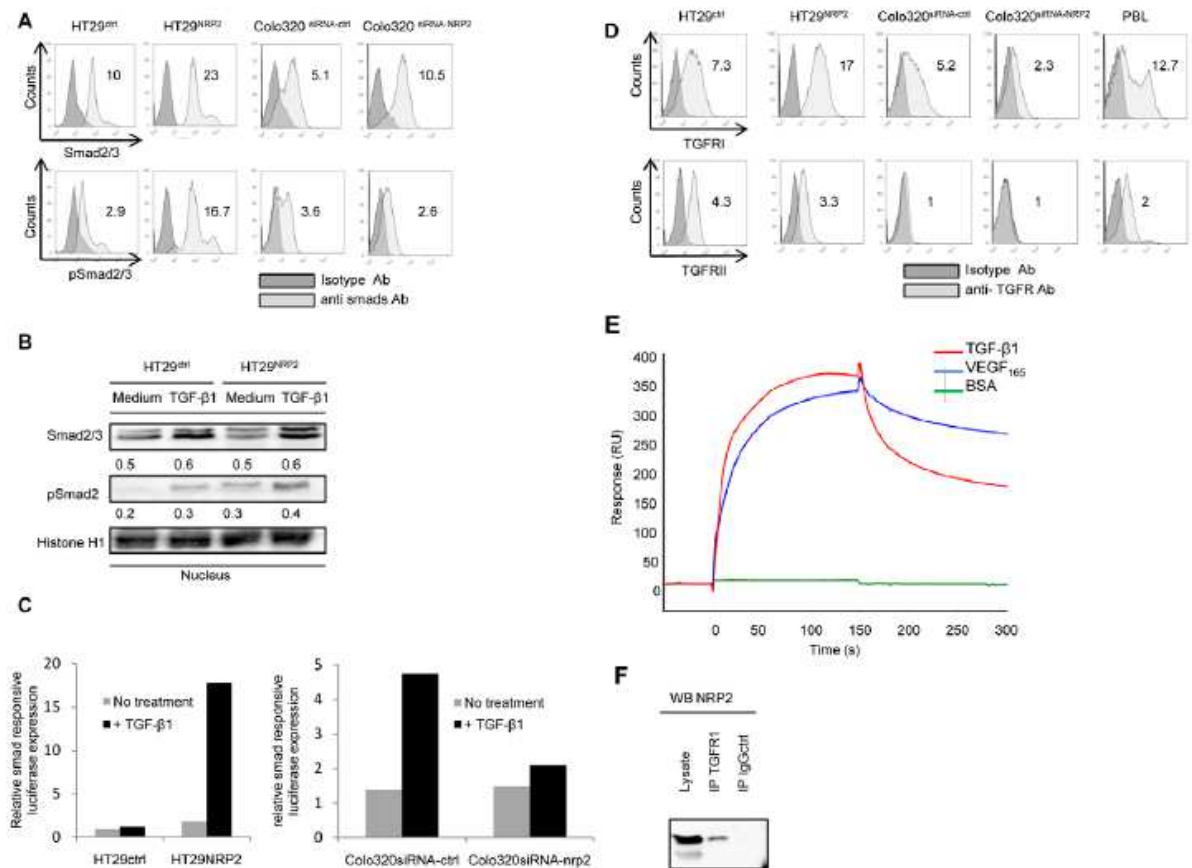 A
HT29ctrl HT29NRP2 Colo320 siRNA-ctrl Colo320 siRNA-NRP2
Counts
10 23 5.1 10.5
Smad2/3
Counts
2.9 16.7 3.6 2.6
pSmad2/3
Isotype Ab
anti smads Ab
B
HT29ctrl HT29NRP2
Medium TGF-β1 Medium TGF-β1
Smad2/3
0.5 0.6 0.5 0.6
pSmad2
0.2 0.3 0.3 0.4
Histone H1
Nucleus
C
Relative smad responsive
luciferase expression
20
15
10
5
0
No treatment
+ TGF-β1
HT29ctrl HT29NRP2
relative smad responsive
luciferase expression
5
4
3
2
1
0
No treatment
+ TGF-β1
Colo320siRNA-ctrl Colo320siRNA-nrp2
D
HT29ctrl HT29NRP2 Colo320siRNA-ctrl Colo320siRNA-NRP2 PBL
Counts
7.3 17 5.2 2.3 12.7
TGFRI
Counts
4.3 3.3 1 1 2
TGFRII
Isotype Ab
anti- TGFR Ab
E
TGF-β1
VEGF165
BSA
Response (RU)
400
350
300
250
200
150
100
50
0
0 50 100 150 200 250 300
Time (s)
F
WB NRP2
Lysate
IP TGFR1
IP IgGctrl